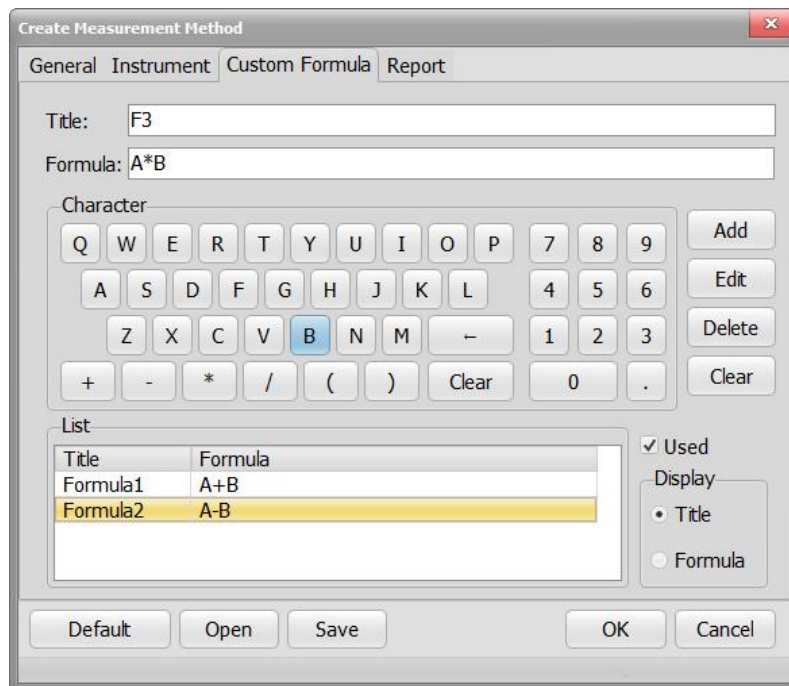 Create Measurement Method
General Instrument Custom Formula Report
Title: F3
Formula: A*B
Character
Q W E R T Y U I O P 7 8 9 Add
A S D F G H J K L 4 5 6 Edit
Z X C V B N M ← 1 2 3 Delete
+ - * / ( ) Clear 0 . Clear
List
Used
Title Formula
Display
Formula1 A+B
Formula2 A-B
Title
Formula
Default Open Save OK Cancel